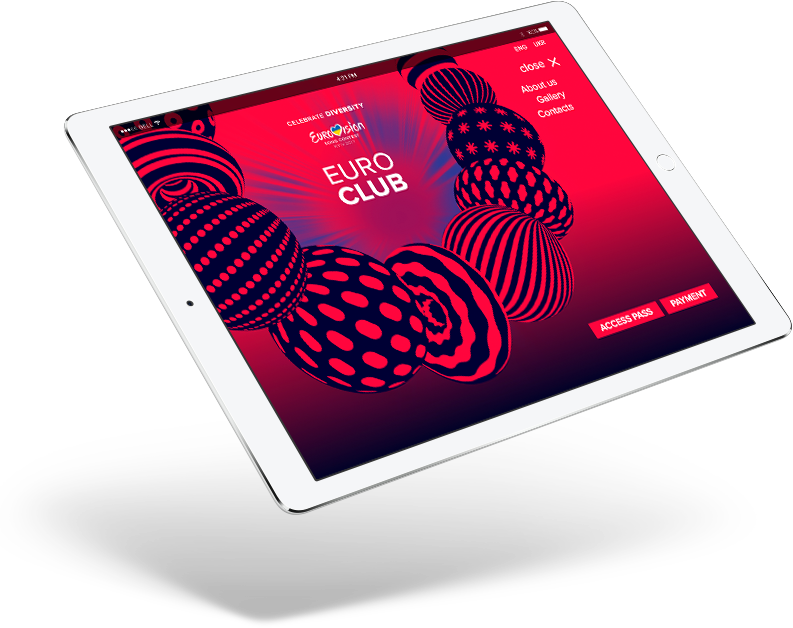 BELL
4:21 PM
ENG UKR
close X
About us
Gallery
Contacts
CELEBRATE DIVERSITY
EUROVISION
SONG CONTEST
KYIV 2017
EURO
CLUB
ACCESS PASS
PAYMENT